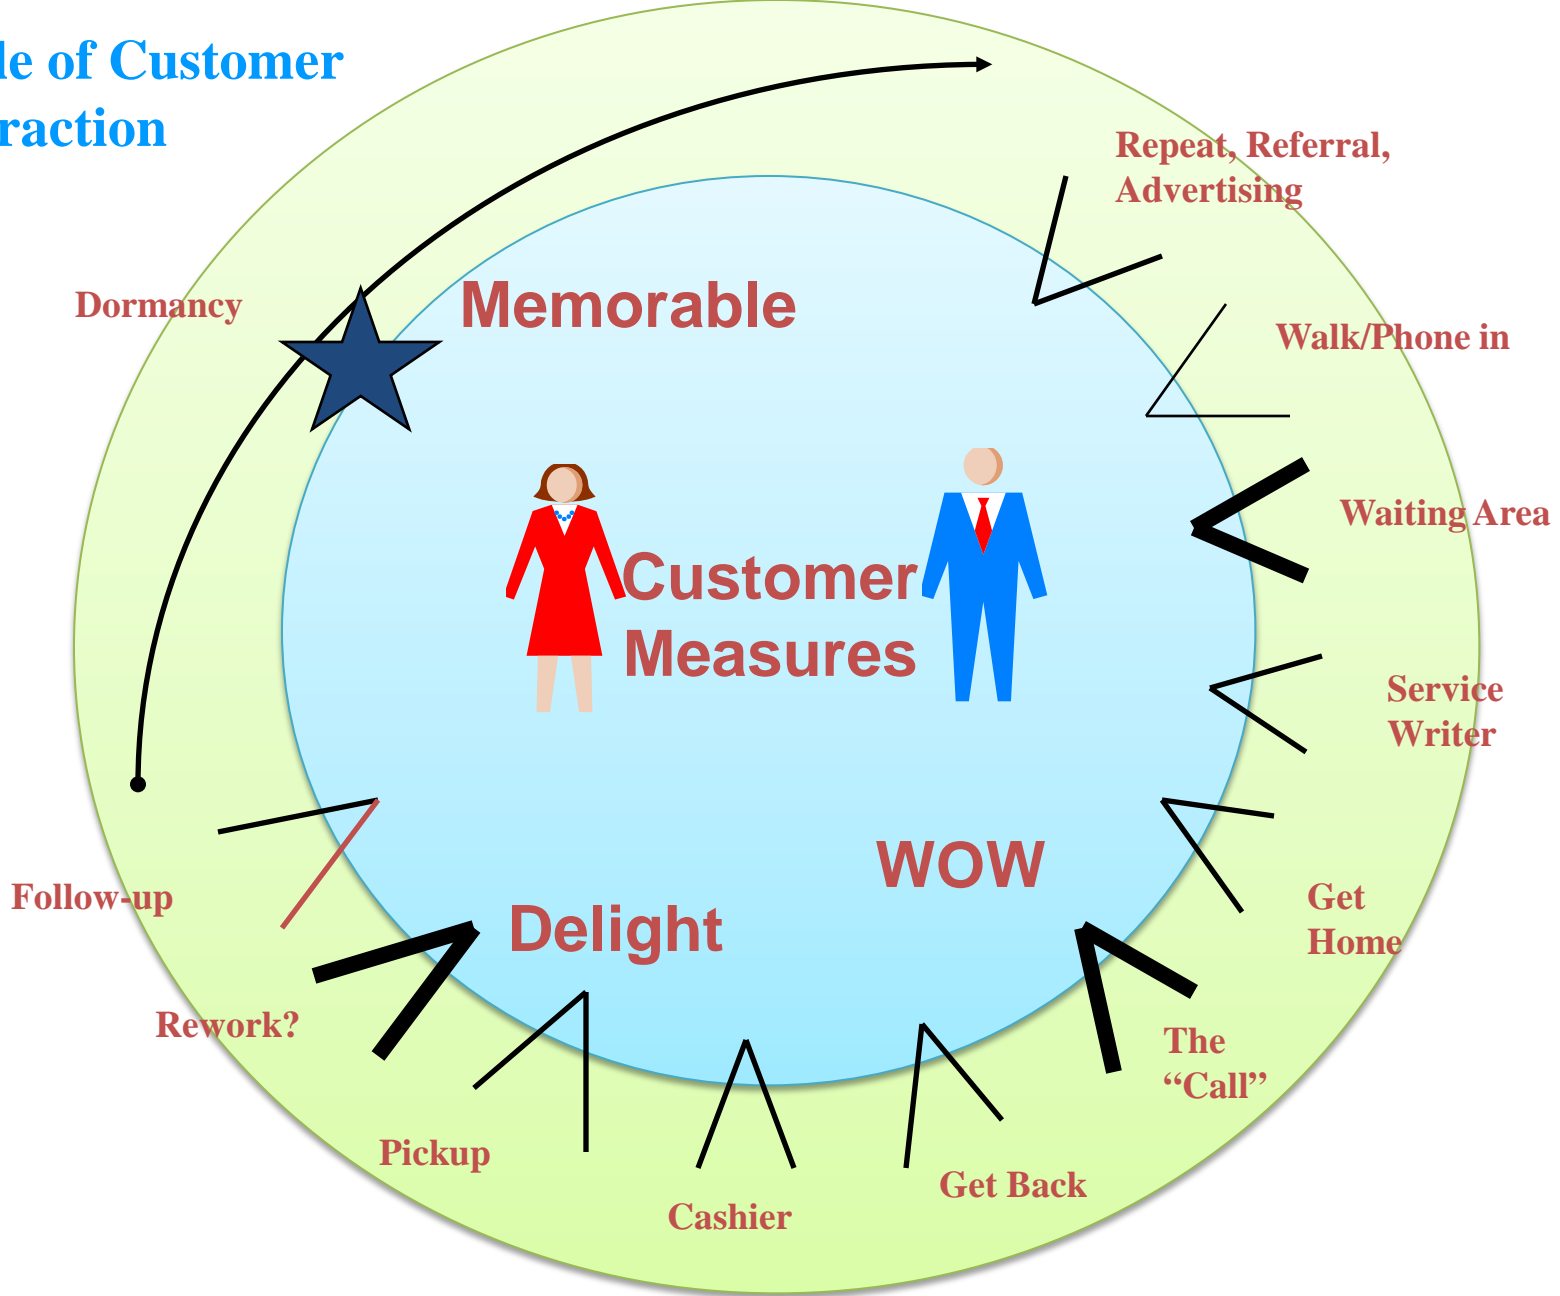 le of Customer
raction
Repeat, Referral,
Advertising
Dormancy
Memorable
Walk/Phone in
Waiting Area
Customer
Measures
Service
Writer
WOW
Get
Home
Follow-up
Delight
Rework?
The
“Call”
Pickup
Get Back
Cashier